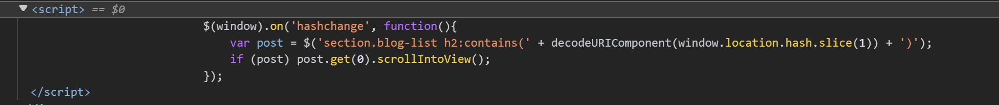 <script> == $0
$(window).on('hashchange', function(){
var post = $('section.blog-list h2:contains(' + decodeURIComponent(window.location.hash.slice(1)) + ')');
if (post) post.get(0).scrollIntoView();
});
</script>